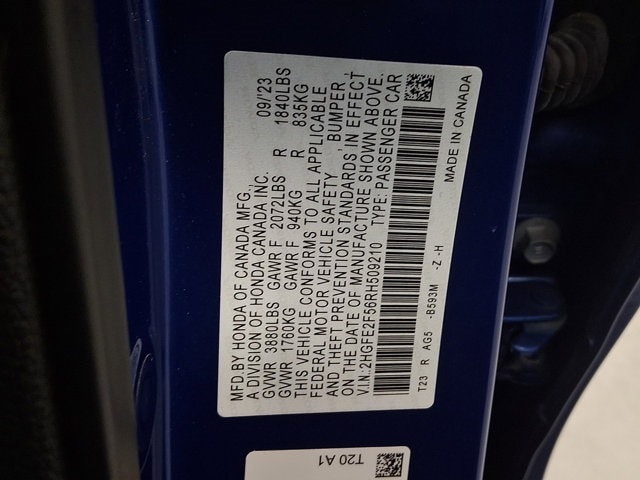 MFD.BY HONDA OF CANADA MFG., 09/23
A DIVISION OF HONDA CANADA INC.
GVWR 3880LBS GAWR F 2072LBS R 1840LBS
GVWR 1760KG GAWR F 940KG R 835KG
THIS VEHICLE CONFORMS TO ALL APPLICABLE
FEDERAL MOTOR VEHICLE SAFETY, BUMPER,
AND THEFT PREVENTION STANDARDS IN EFFECT
ON THE DATE OF MANUFACTURE SHOWN ABOVE.
V.I.N.:2HGFE2F56RH509210 TYPE: PASSENGER CAR
T23 R AG5 -B593M -Z -H
MADE IN CANADA
T20 A1